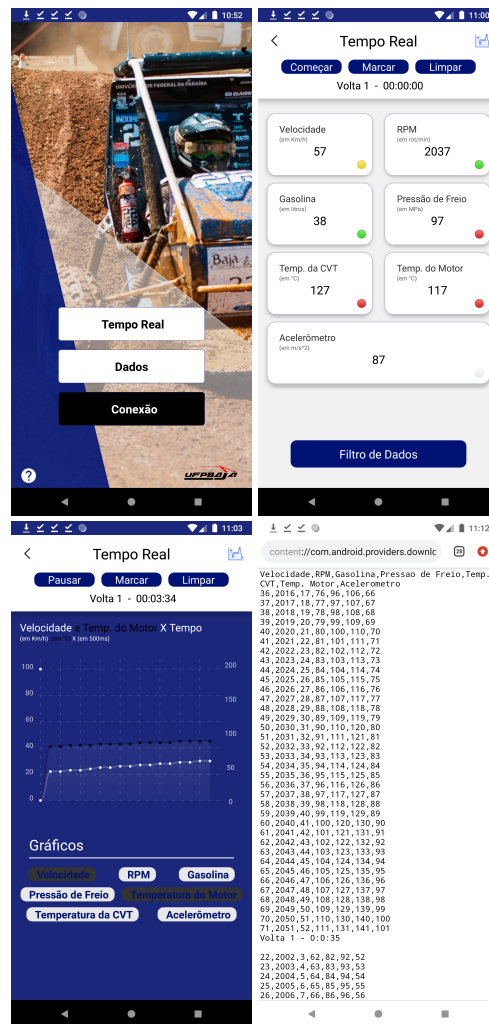 10:52
UNIVERSIDADE FEDERAL DA PARAÍBA
Baja
Tempo Real
Dados
Conexão
?
UFPBAJA
11:00
Tempo Real
Começar
Marcar
Limpar
Volta 1 - 00:00:00
Velocidade
(em Km/h)
57
RPM
(em rot/min)
2037
Gasolina
(em litros)
38
Pressão de Freio
(em MPa)
97
Temp. da CVT
(em °C)
127
Temp. do Motor
(em °C)
117
Acelerômetro
(em m/s^2)
87
Filtro de Dados
11:03
Tempo Real
Pausar
Marcar
Limpar
Volta 1 - 00:03:34
Velocidade e Temp. do Motor X Tempo
(em Km/h) (em °C) X (em 500ms)
100
80
60
40
20
0
200
150
100
50
0
Gráficos
Velocidade
RPM
Gasolina
Pressão de Freio
Temperatura do Motor
Temperatura da CVT
Acelerômetro
11:12
content://com.android.providers.downlc
28
Velocidade,RPM,Gasolina,Pressao de Freio,Temp.
CVT,Temp. Motor,Acelerometro
36,2016,17,76,96,106,66
37,2017,18,77,97,107,67
38,2018,19,78,98,108,68
39,2019,20,79,99,109,69
40,2020,21,80,100,110,70
41,2021,22,81,101,111,71
42,2022,23,82,102,112,72
43,2023,24,83,103,113,73
44,2024,25,84,104,114,74
45,2025,26,85,105,115,75
46,2026,27,86,106,116,76
47,2027,28,87,107,117,77
48,2028,29,88,108,118,78
49,2029,30,89,109,119,79
50,2030,31,90,110,120,80
51,2031,32,91,111,121,81
52,2032,33,92,112,122,82
53,2033,34,93,113,123,83
54,2034,35,94,114,124,84
55,2035,36,95,115,125,85
56,2036,37,96,116,126,86
57,2037,38,97,117,127,87
58,2038,39,98,118,128,88
59,2039,40,99,119,129,89
60,2040,41,100,120,130,90
61,2041,42,101,121,131,91
62,2042,43,102,122,132,92
63,2043,44,103,123,133,93
64,2044,45,104,124,134,94
65,2045,46,105,125,135,95
66,2046,47,106,126,136,96
67,2047,48,107,127,137,97
68,2048,49,108,128,138,98
69,2049,50,109,129,139,99
70,2050,51,110,130,140,100
71,2051,52,111,131,141,101
Volta 1 - 0:0:35
22,2002,3,62,82,92,52
23,2003,4,63,83,93,53
24,2004,5,64,84,94,54
25,2005,6,65,85,95,55
26,2006,7,66,86,96,56